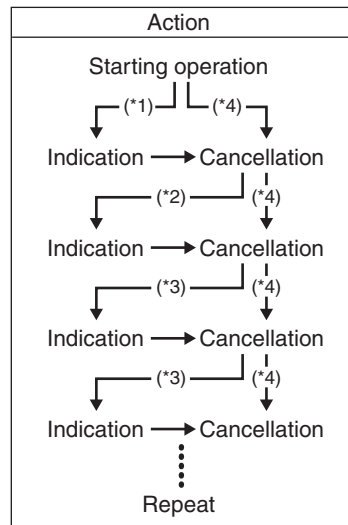 Action
Starting operation
(*1) (*4)
Indication Cancellation
(*2) (*4)
Indication Cancellation
(*3) (*4)
Indication Cancellation
(*3) (*4)
Indication Cancellation
Repeat